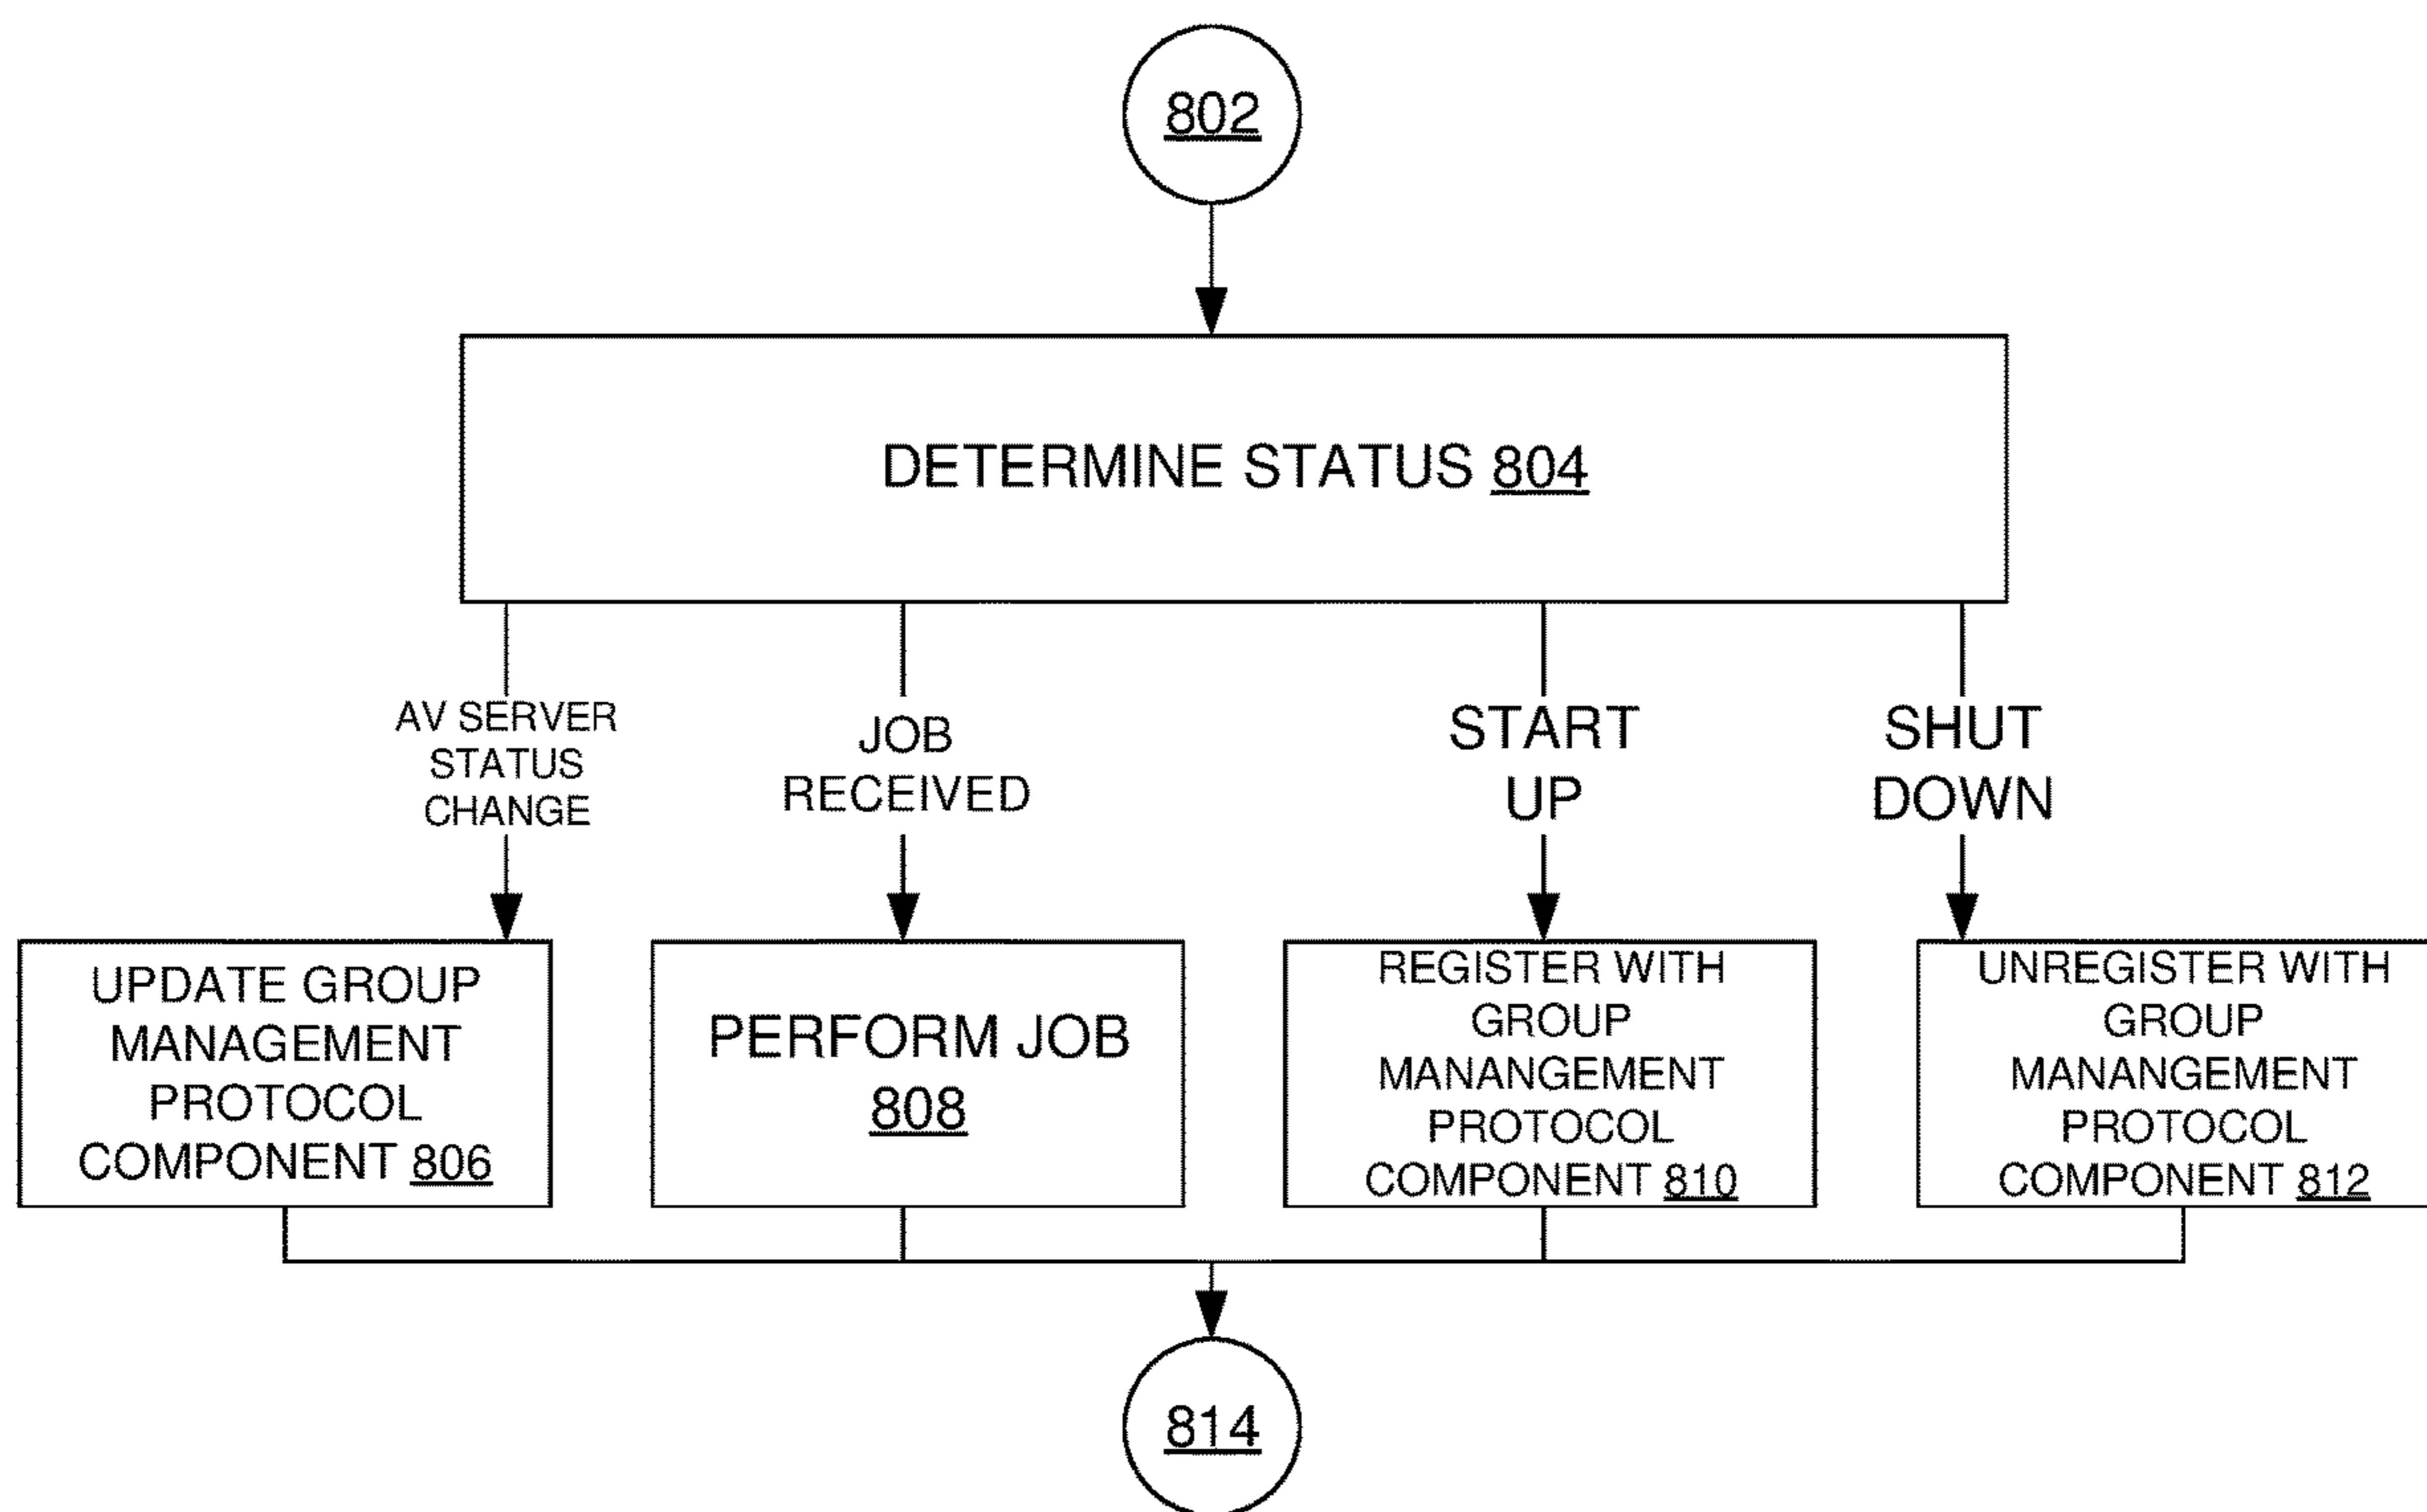 802
DETERMINE STATUS 804
AV SERVER
STATUS
CHANGE
JOB
RECEIVED
START
UP
SHUT
DOWN
UPDATE GROUP
MANAGEMENT
PROTOCOL
COMPONENT 806
PERFORM JOB
808
REGISTER WITH
GROUP
MANANGEMENT
PROTOCOL
COMPONENT 810
UNREGISTER WITH
GROUP
MANANGEMENT
PROTOCOL
COMPONENT 812
814